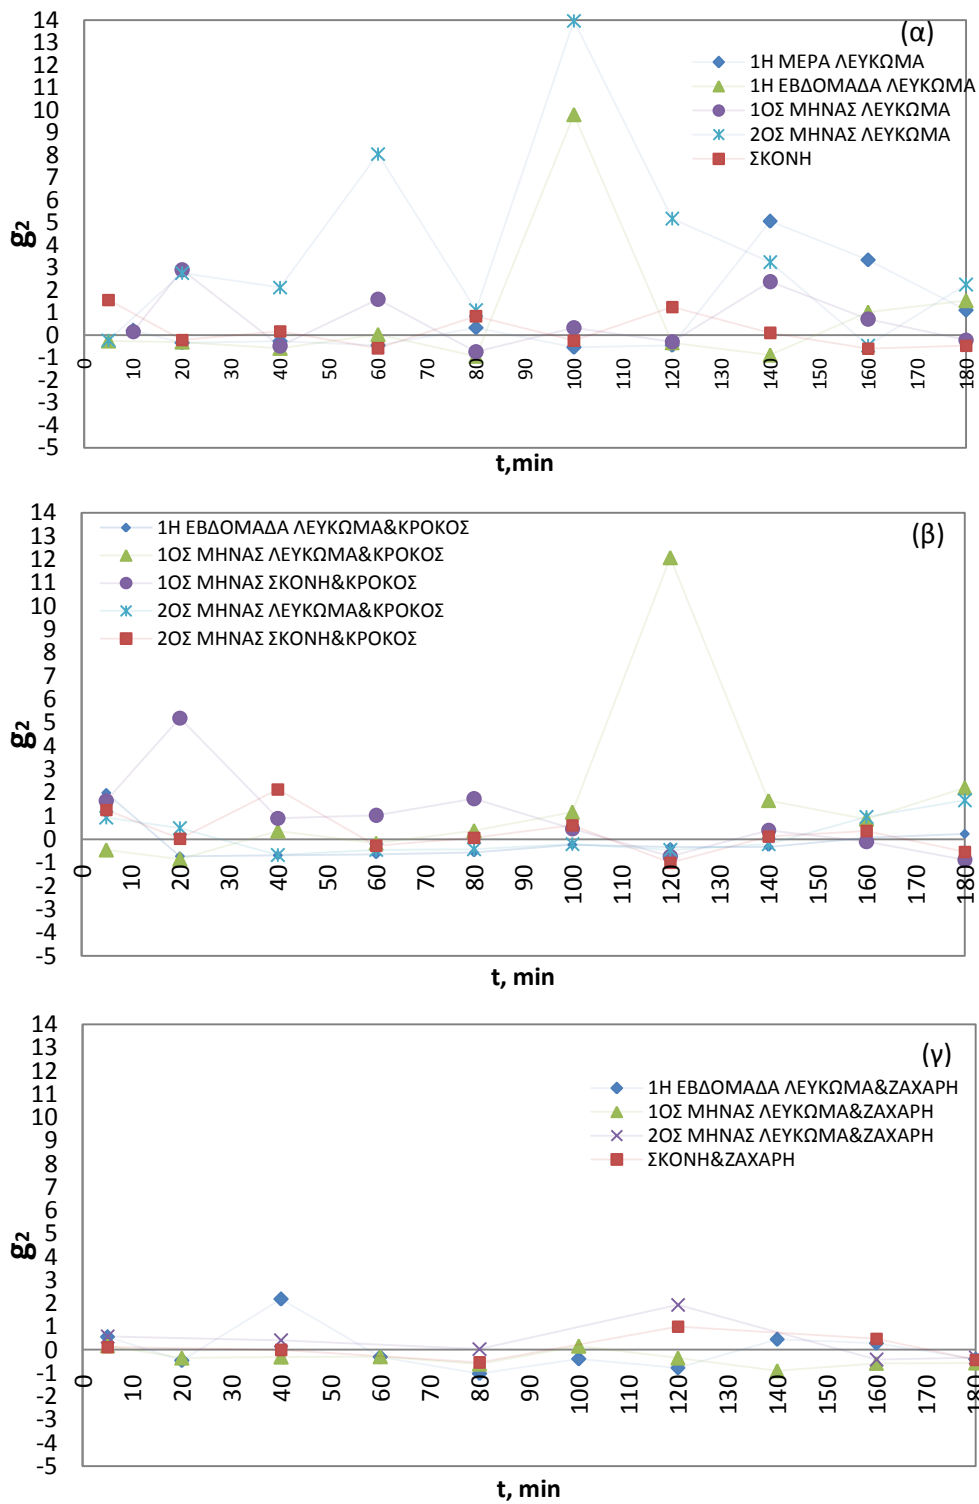 14
13
12
11
10
9
8
7
6
5
4
3
2
1
0
-1
-2
-3
-4
-5
g2
(α)
1Η ΜΕΡΑ ΛΕΥΚΩΜΑ
1Η ΕΒΔΟΜΑΔΑ ΛΕΥΚΩΜΑ
1ΟΣ ΜΗΝΑΣ ΛΕΥΚΩΜΑ
2ΟΣ ΜΗΝΑΣ ΛΕΥΚΩΜΑ
ΣΚΟΝΗ
0 10 20 30 40 50 60 70 80 90 100 110 120 130 140 150 160 170 180
t,min
14
13
12
11
10
9
8
7
6
5
4
3
2
1
0
-1
-2
-3
-4
-5
g2
(β)
1Η ΕΒΔΟΜΑΔΑ ΛΕΥΚΩΜΑ&ΚΡΟΚΟΣ
1ΟΣ ΜΗΝΑΣ ΛΕΥΚΩΜΑ&ΚΡΟΚΟΣ
1ΟΣ ΜΗΝΑΣ ΣΚΟΝΗ&ΚΡΟΚΟΣ
2ΟΣ ΜΗΝΑΣ ΛΕΥΚΩΜΑ&ΚΡΟΚΟΣ
2ΟΣ ΜΗΝΑΣ ΣΚΟΝΗ&ΚΡΟΚΟΣ
0 10 20 30 40 50 60 70 80 90 100 110 120 130 140 150 160 170 180
t, min
14
13
12
11
10
9
8
7
6
5
4
3
2
1
0
-1
-2
-3
-4
-5
g2
(γ)
1Η ΕΒΔΟΜΑΔΑ ΛΕΥΚΩΜΑ&ΖΑΧΑΡΗ
1ΟΣ ΜΗΝΑΣ ΛΕΥΚΩΜΑ&ΖΑΧΑΡΗ
2ΟΣ ΜΗΝΑΣ ΛΕΥΚΩΜΑ&ΖΑΧΑΡΗ
ΣΚΟΝΗ&ΖΑΧΑΡΗ
0 10 20 30 40 50 60 70 80 90 100 110 120 130 140 150 160 170 180
t, min